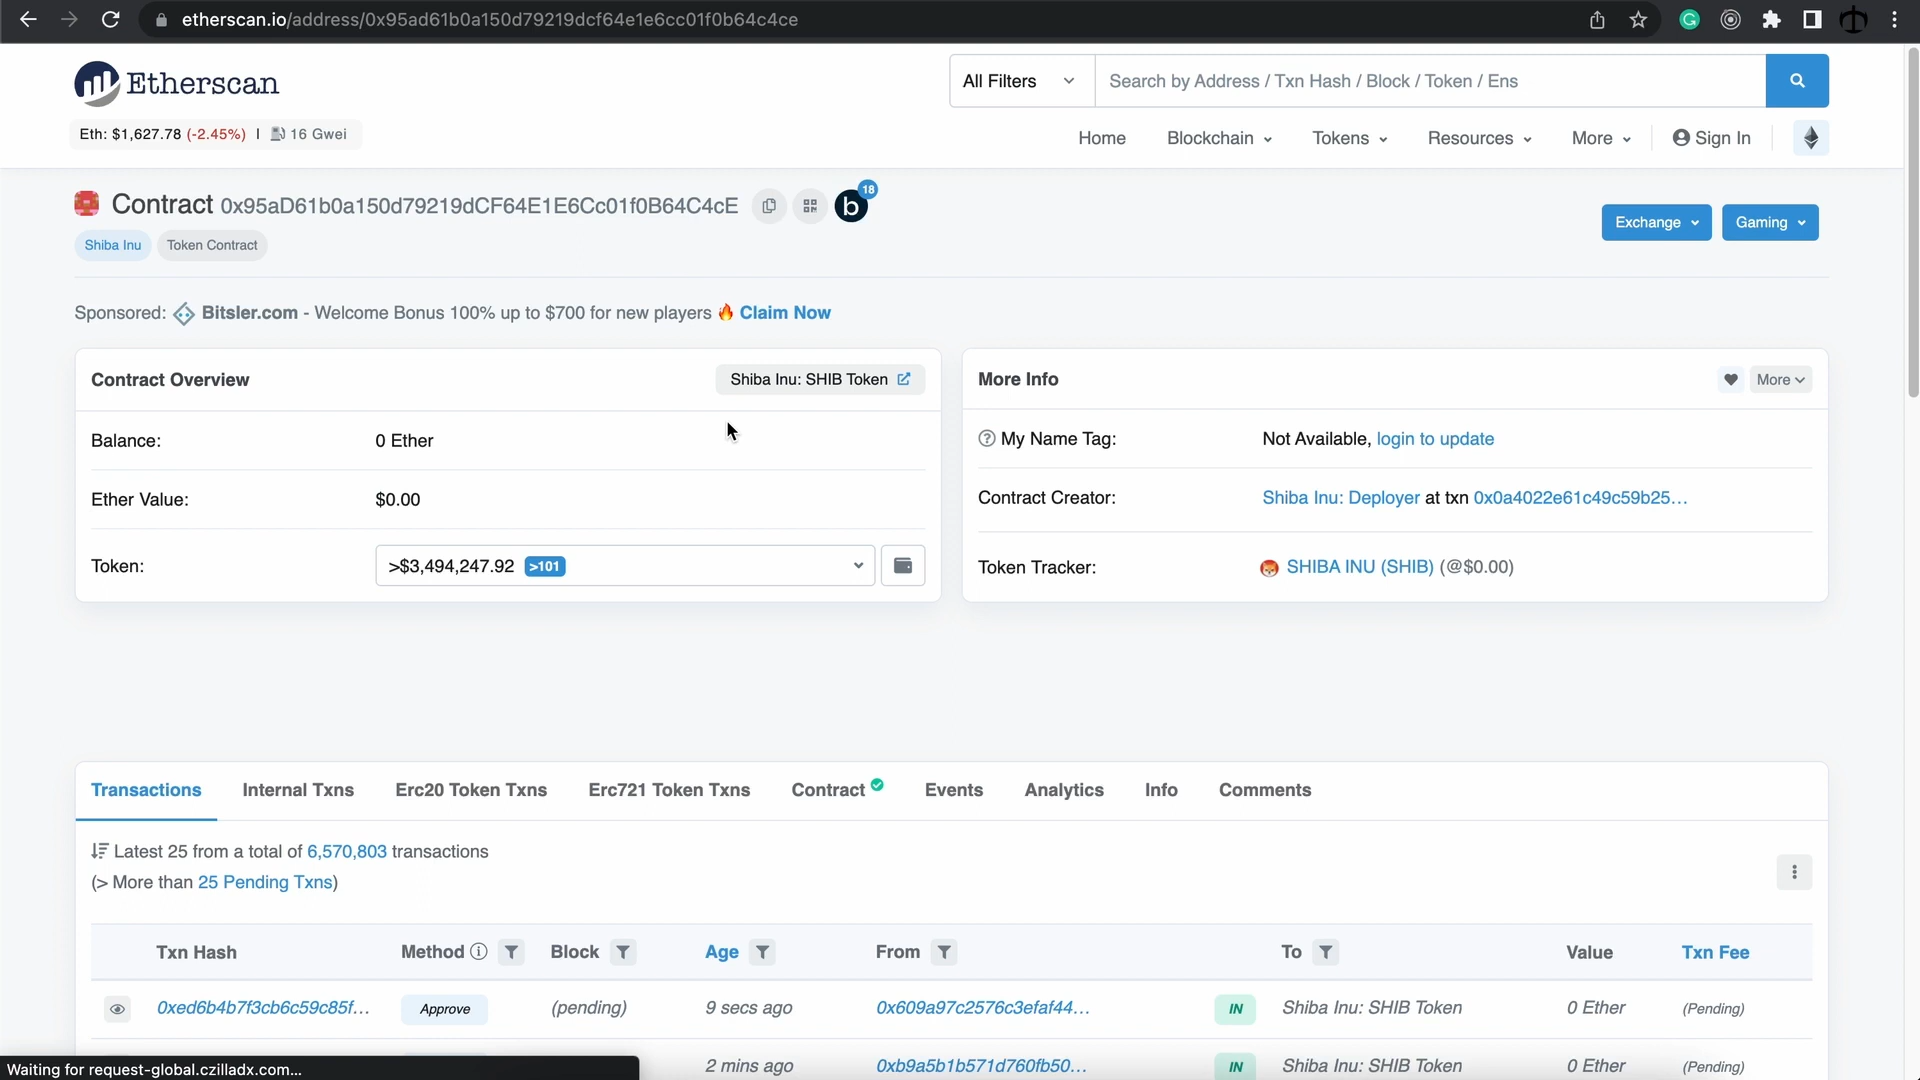 etherscan.io/address/0x95ad61b0a150d79219dcf64e1e6cc01f0b64c4ce
Etherscan
All Filters
Search by Address / Txn Hash / Block / Token / Ens
Eth: $1,627.78 (-2.45%) | 16 Gwei
Home Blockchain Tokens Resources More Sign In
Contract 0x95aD61b0a150d79219dCF64E1E6Cc01f0B64C4cE
b 18
Shiba Inu Token Contract
Exchange Gaming
Sponsored: Bitsler.com - Welcome Bonus 100% up to $700 for new players 🔥 Claim Now
Contract Overview
Shiba Inu: SHIB Token
Balance: 0 Ether
Ether Value: $0.00
Token: >$3,494,247.92 >101
More Info
More
My Name Tag: Not Available, login to update
Contract Creator: Shiba Inu: Deployer at txn 0x0a4022e61c49c59b25...
Token Tracker: SHIBA INU (SHIB) (@$0.00)
Transactions Internal Txns Erc20 Token Txns Erc721 Token Txns Contract Events Analytics Info Comments
Latest 25 from a total of 6,570,803 transactions
(> More than 25 Pending Txns)
Txn Hash Method Block Age From To Value Txn Fee
0xed6b4b7f3cb6c59c85f... Approve (pending) 9 secs ago 0x609a97c2576c3efaf44... IN Shiba Inu: SHIB Token 0 Ether (Pending)
2 mins ago 0xb9a5b1b571d760fb50... IN Shiba Inu: SHIB Token 0 Ether (Pending)
Waiting for request-global.czilladx.com...